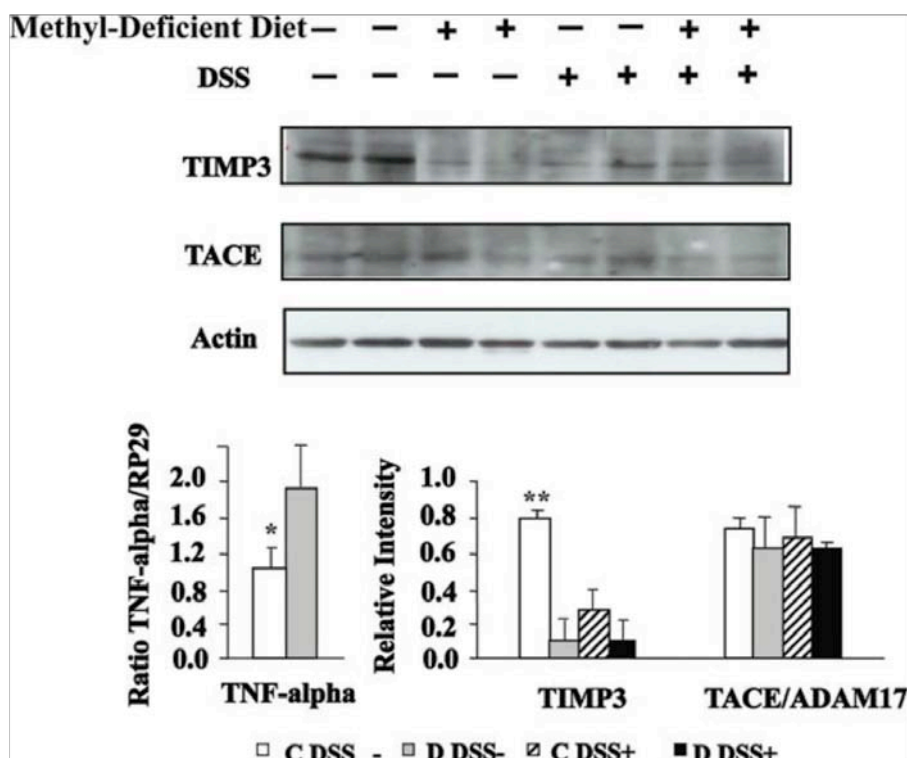 Methyl-Deficient Diet − − + + − − + +
DSS − − − − + + + +
TIMP3
TACE
Actin
Ratio TNF-alpha/RP29
2.0
1.6
1.2
0.8
0.4
0.0
*
TNF-alpha
Relative Intensity
1.0
0.8
0.6
0.4
0.2
0.0
**
TIMP3 TACE/ADAM17
C DSS - D DSS- C DSS+ D DSS+